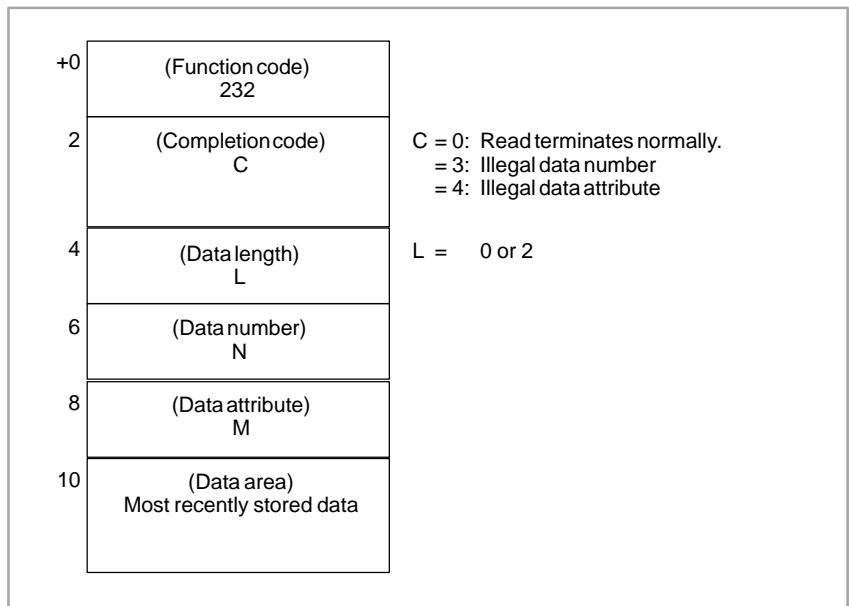 +0 (Function code)
232
2 (Completion code) C = 0: Read terminates normally.
C = 3: Illegal data number
= 4: Illegal data attribute
4 (Data length) L = 0 or 2
L
6 (Data number)
N
8 (Data attribute)
M
10 (Data area)
Most recently stored data